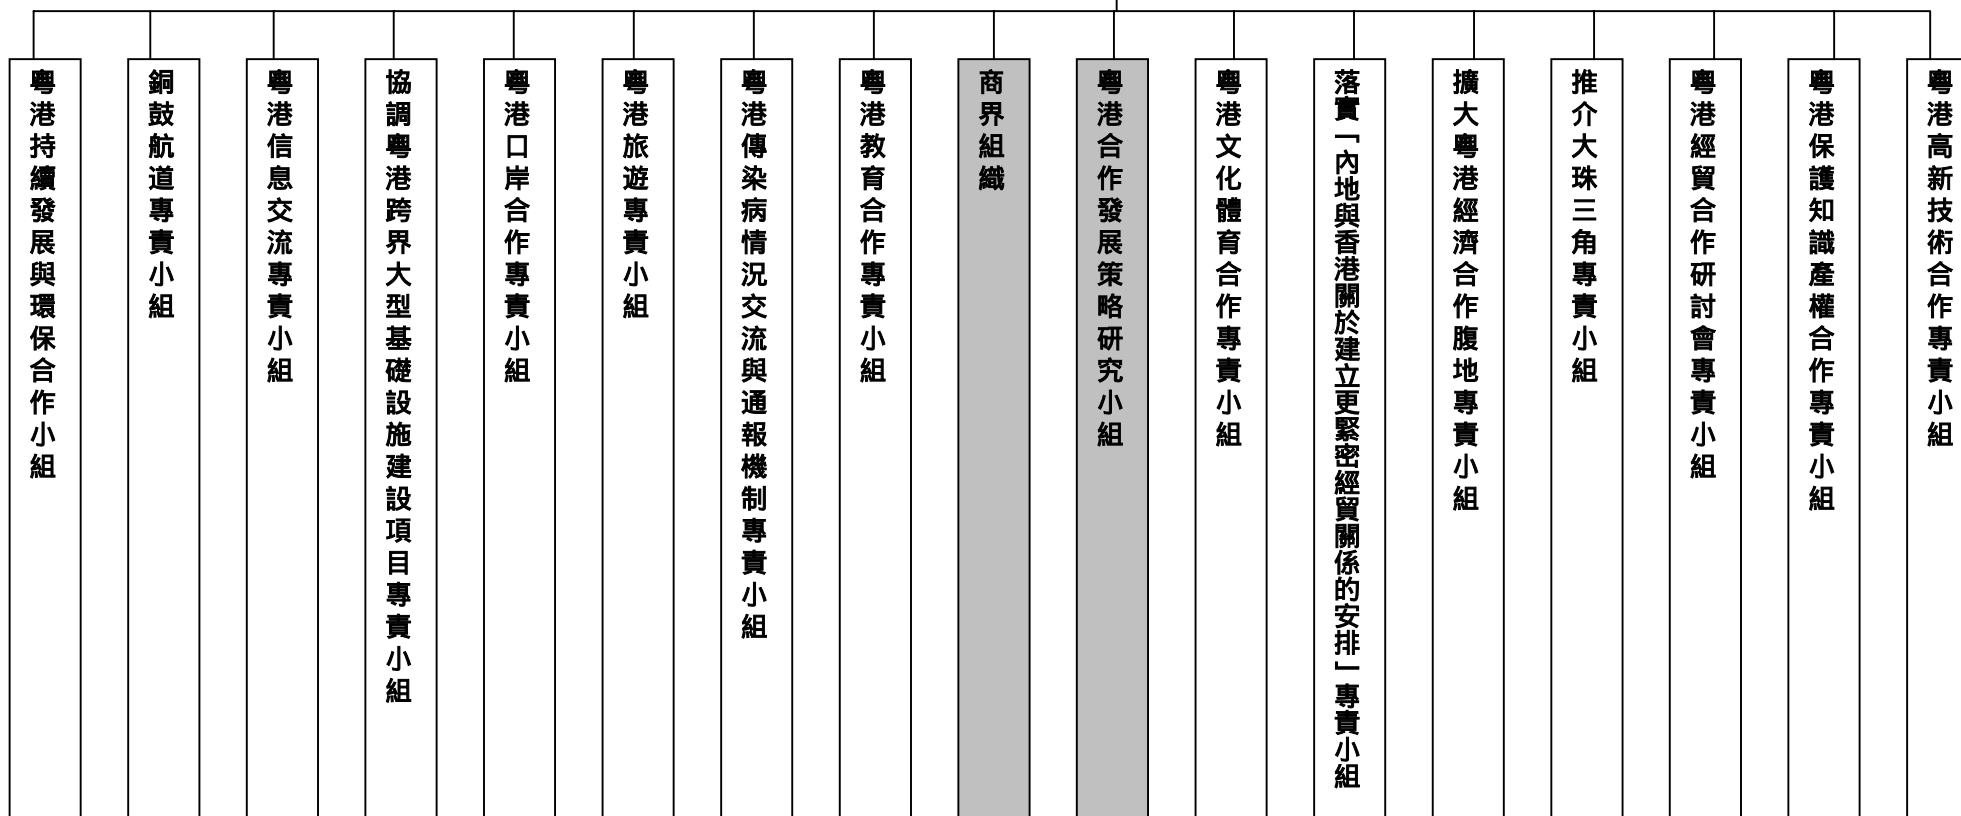 粵港持續發展與環保合作小組
銅鼓航道專責小組
粵港信息交流專責小組
協調粵港跨界大型基礎設施建設項目專責小組
粵港口岸合作專責小組
粵港旅遊專責小組
粵港傳染病情況交流與通報機制專責小組
粵港教育合作專責小組
商界組織
粵港合作發展策略研究小組
粵港文化體育合作專責小組
落實「內地與香港關於建立更緊密經貿關係的安排」專責小組
擴大粵港經濟合作腹地專責小組
推介大珠三角專責小組
粵港經貿合作研討會專責小組
粵港保護知識產權合作專責小組
粵港高新技術合作專責小組